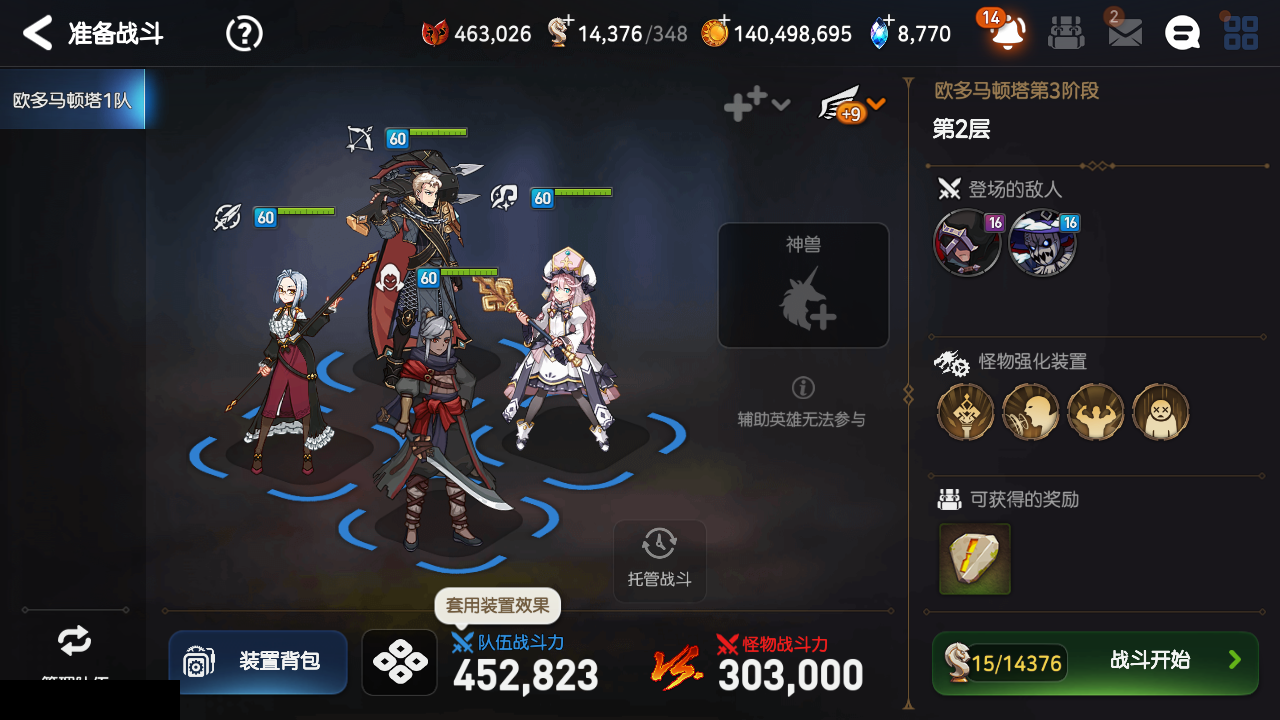 准备战斗
?
463,026
14,376/348
140,498,695
8,770
14
2
欧多马顿塔1队
+9
60
60
60
60
神兽
辅助英雄无法参与
托管战斗
欧多马顿塔第3阶段
第2层
登场的敌人
16
16
怪物强化装置
可获得的奖励
套用装置效果
装置背包
队伍战斗力
452,823
VS.
怪物战斗力
303,000
15/14376
战斗开始